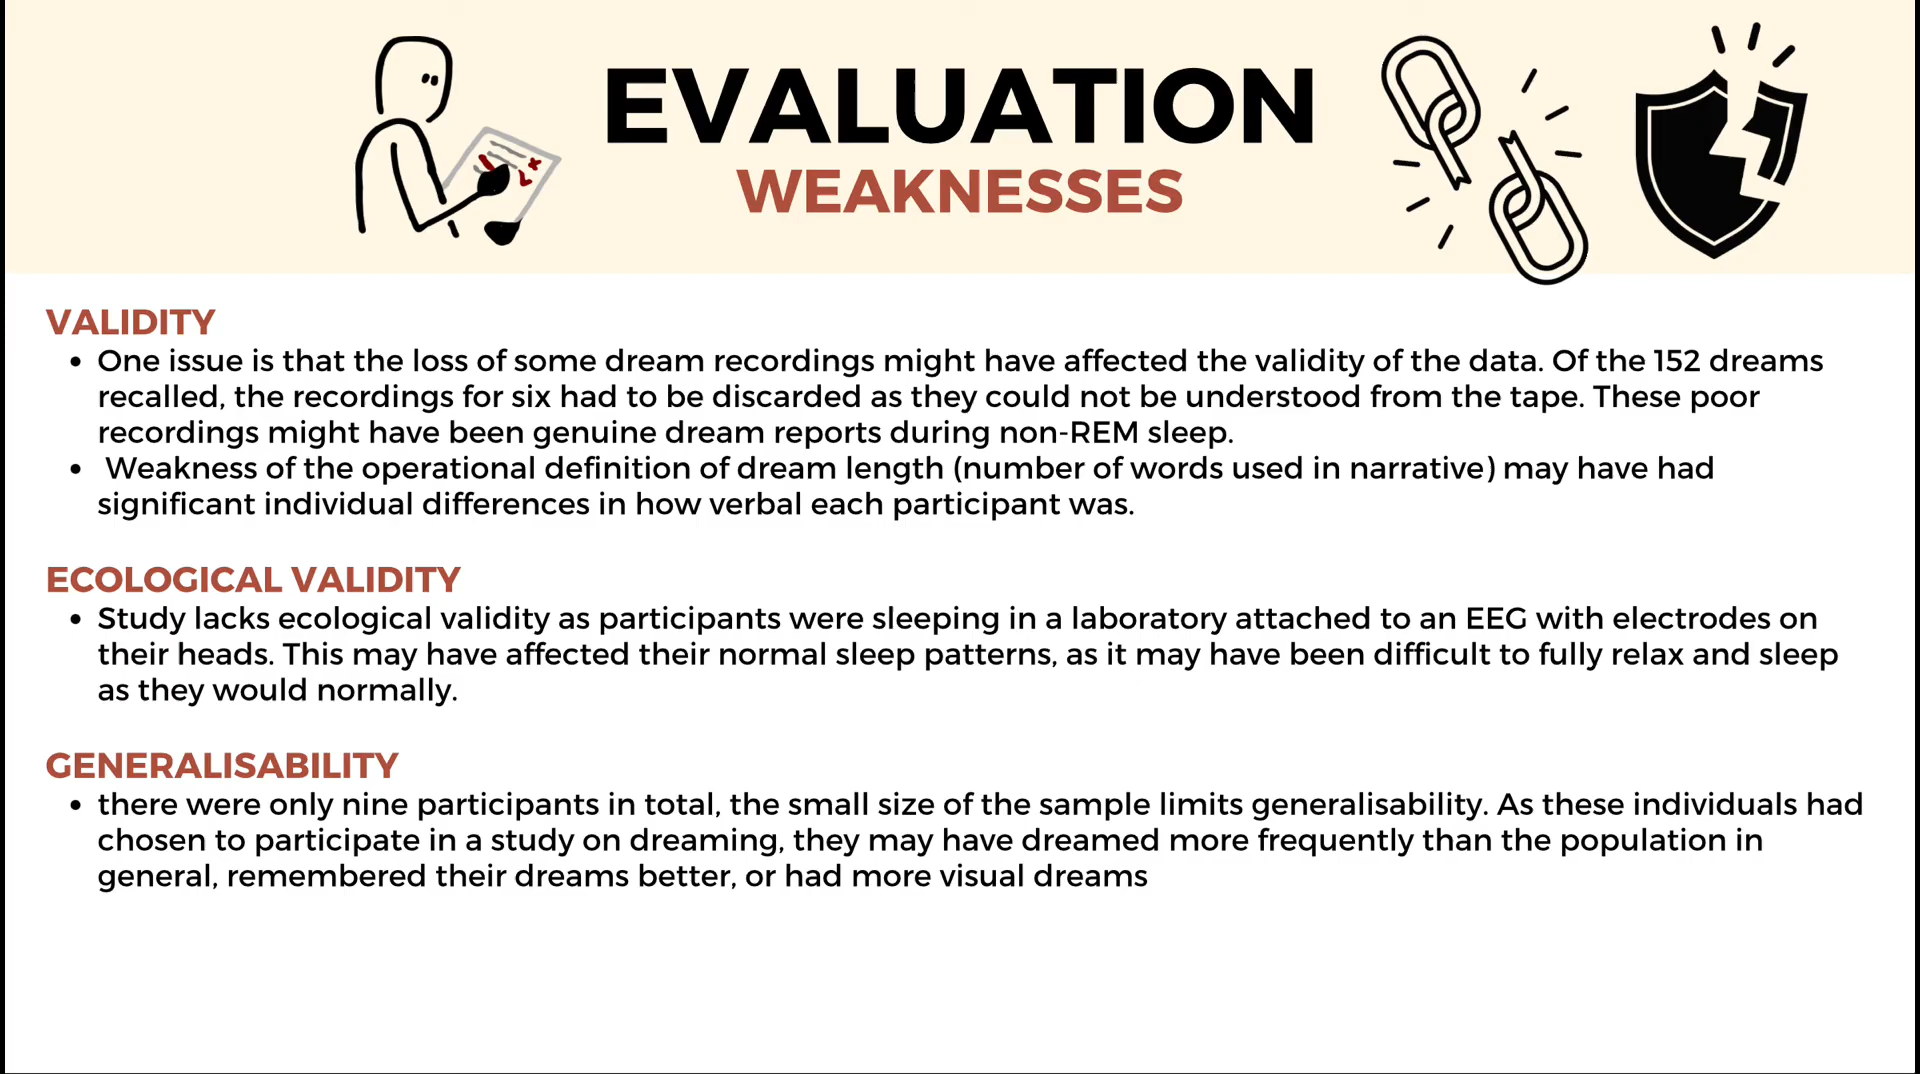 EVALUATION
WEAKNESSES
VALIDITY
• One issue is that the loss of some dream recordings might have affected the validity of the data. Of the 152 dreams
recalled, the recordings for six had to be discarded as they could not be understood from the tape. These poor
recordings might have been genuine dream reports during non-REM sleep.
• Weakness of the operational definition of dream length (number of words used in narrative) may have had
significant individual differences in how verbal each participant was.
ECOLOGICAL VALIDITY
• Study lacks ecological validity as participants were sleeping in a laboratory attached to an EEG with electrodes on
their heads. This may have affected their normal sleep patterns, as it may have been difficult to fully relax and sleep
as they would normally.
GENERALISABILITY
• there were only nine participants in total, the small size of the sample limits generalisability. As these individuals had
chosen to participate in a study on dreaming, they may have dreamed more frequently than the population in
general, remembered their dreams better, or had more visual dreams